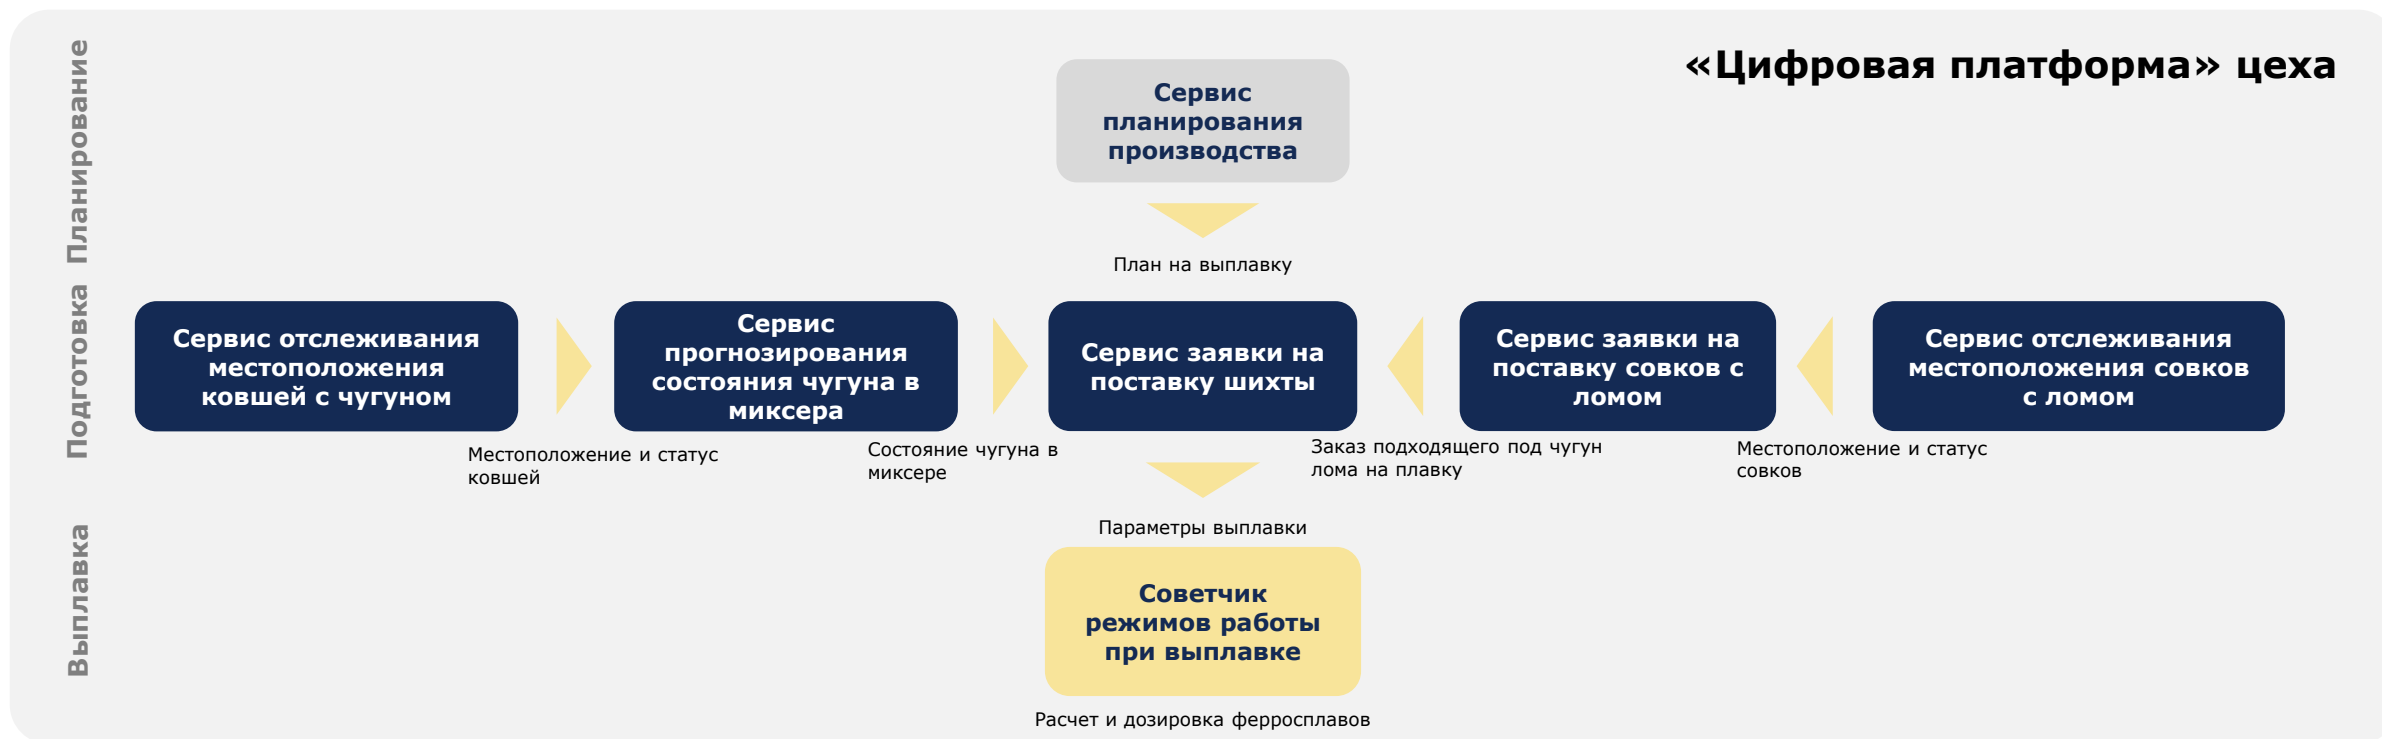 «Цифровая платформа» цеха
Планирование
Сервис
планирования
производства
План на выплавку
Подготовка
Сервис отслеживания
местоположения
ковшей с чугуном
Местоположение и статус
ковшей
Сервис
прогнозирования
состояния чугуна в
миксера
Состояние чугуна в
миксере
Сервис заявки на
поставку шихты
Сервис заявки на
поставку совков с
ломом
Заказ подходящего под чугун
лома на плавку
Сервис отслеживания
местоположения совков
с ломом
Местоположение и статус
совков
Выплавка
Параметры выплавки
Советчик
режимов работы
при выплавке
Расчет и дозировка ферросплавов